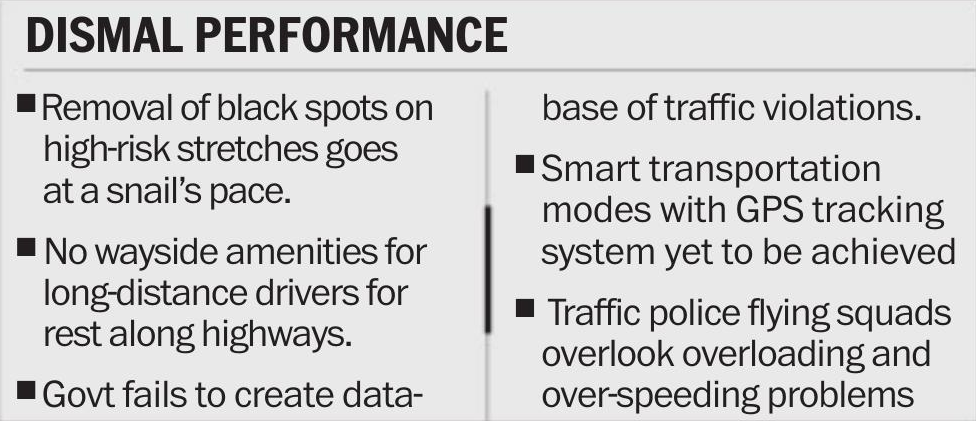 DISMAL PERFORMANCE
■ Removal of black spots on
high-risk stretches goes
at a snail's pace.
■ No wayside amenities for
long-distance drivers for
rest along highways.
■ Govt fails to create data-
base of traffic violations.
■ Smart transportation
modes with GPS tracking
system yet to be achieved
■ Traffic police flying squads
overlook overloading and
over-speeding problems